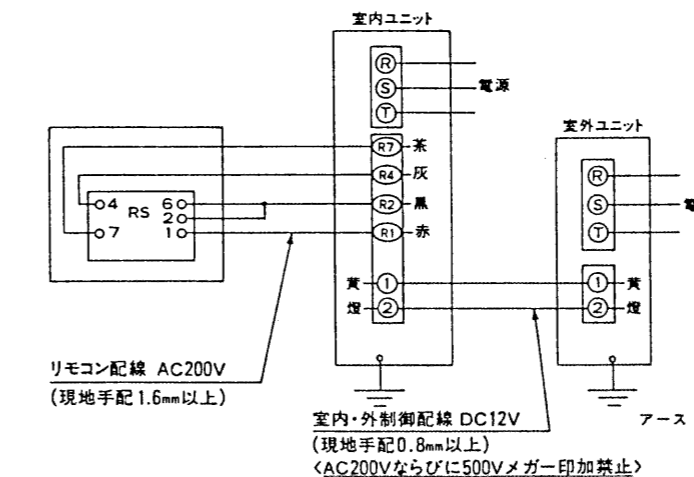 室内ユニット
R
S 電源
T
室外ユニット
R7 茶
R4 灰
R2 黒
R1 赤
4 RS 6
2
7 1
R
S 電
T
黄 1
燈 2
1 黄
2 燈
リモコン配線 AC200V
(現地手配1.6mm以上)
アース
室内・外制御配線 DC12V
(現地手配0.8mm以上)
〈AC200Vならびに500Vメガー印加禁止〉